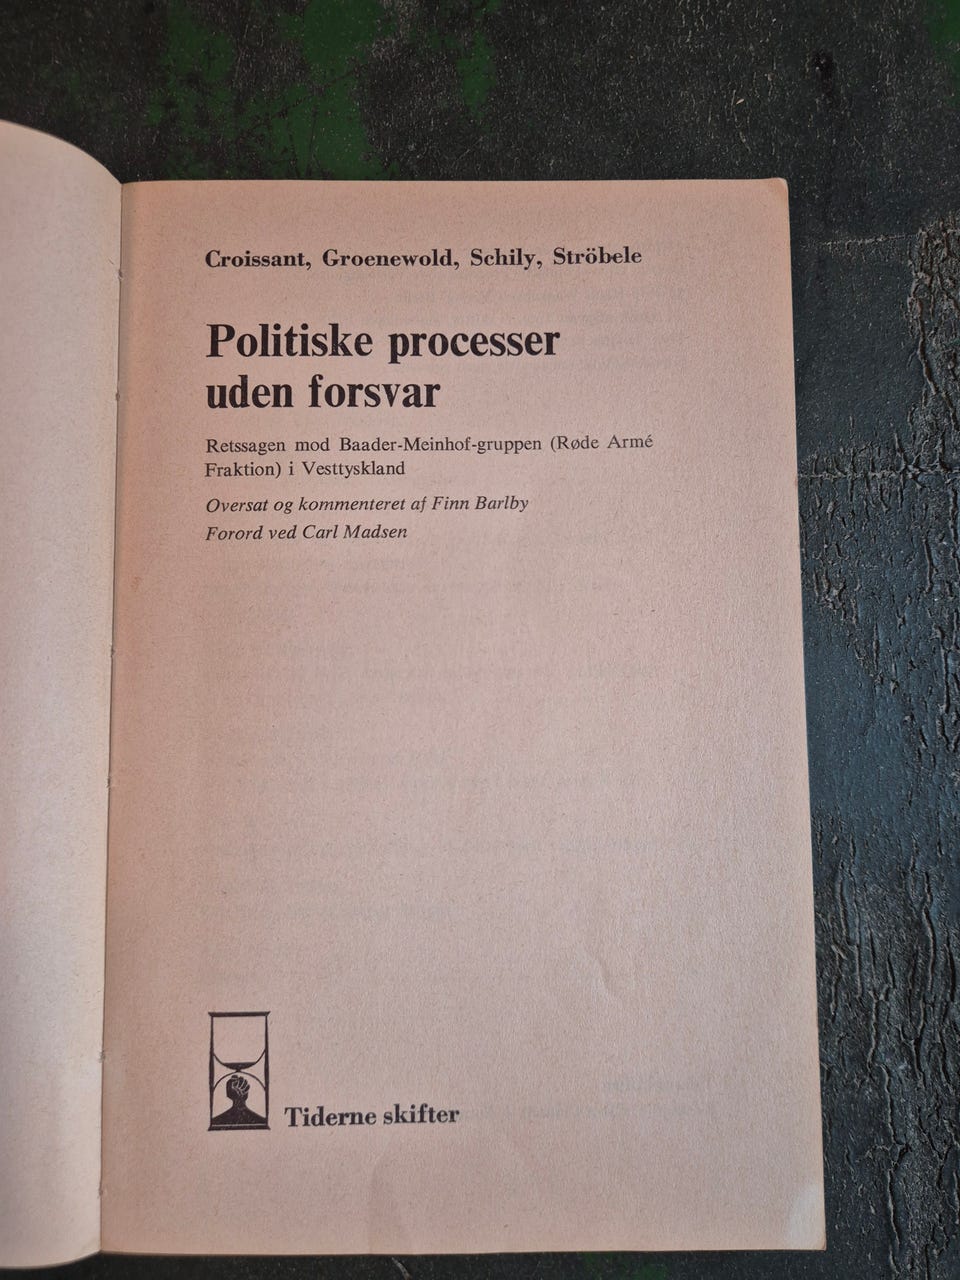 Croissant, Groenewold, Schily, Ströbele
Politiske processer
uden forsvar
Retssagen mod Baader-Meinhof-gruppen (Røde Armé
Fraktion) i Vesttyskland
Oversat og kommenteret af Finn Barlby
Forord ved Carl Madsen
Tiderne skifter